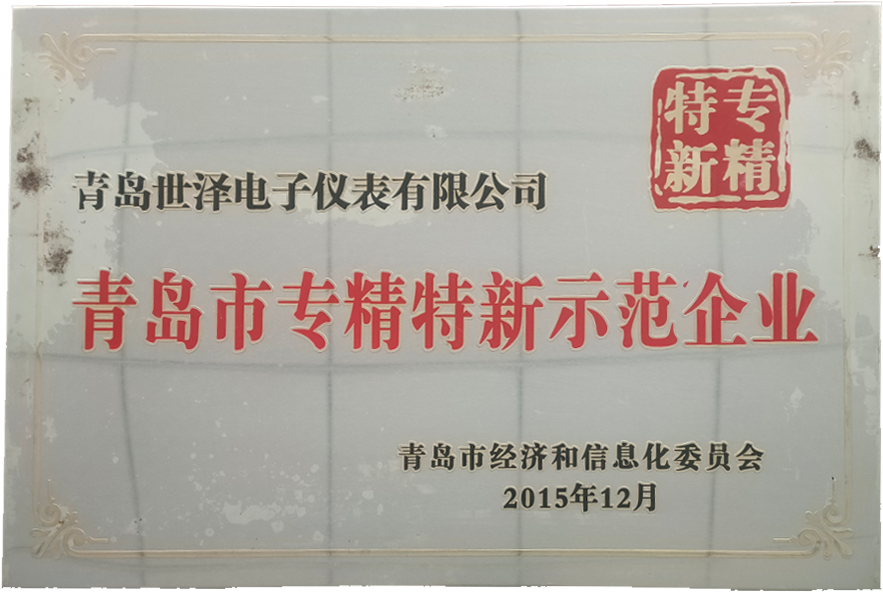 专精
特新
青岛世泽电子仪表有限公司
青岛市专精特新示范企业
青岛市经济和信息化委员会
2015年12月